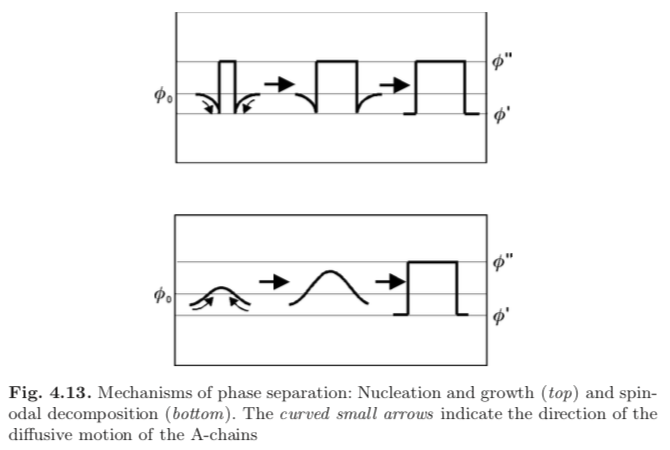 ϕ"
ϕ₀
ϕ'
ϕ"
ϕ₀
ϕ'
Fig. 4.13. Mechanisms of phase separation: Nucleation and growth (top) and spin-
odal decomposition (bottom). The curved small arrows indicate the direction of the
diffusive motion of the A-chains